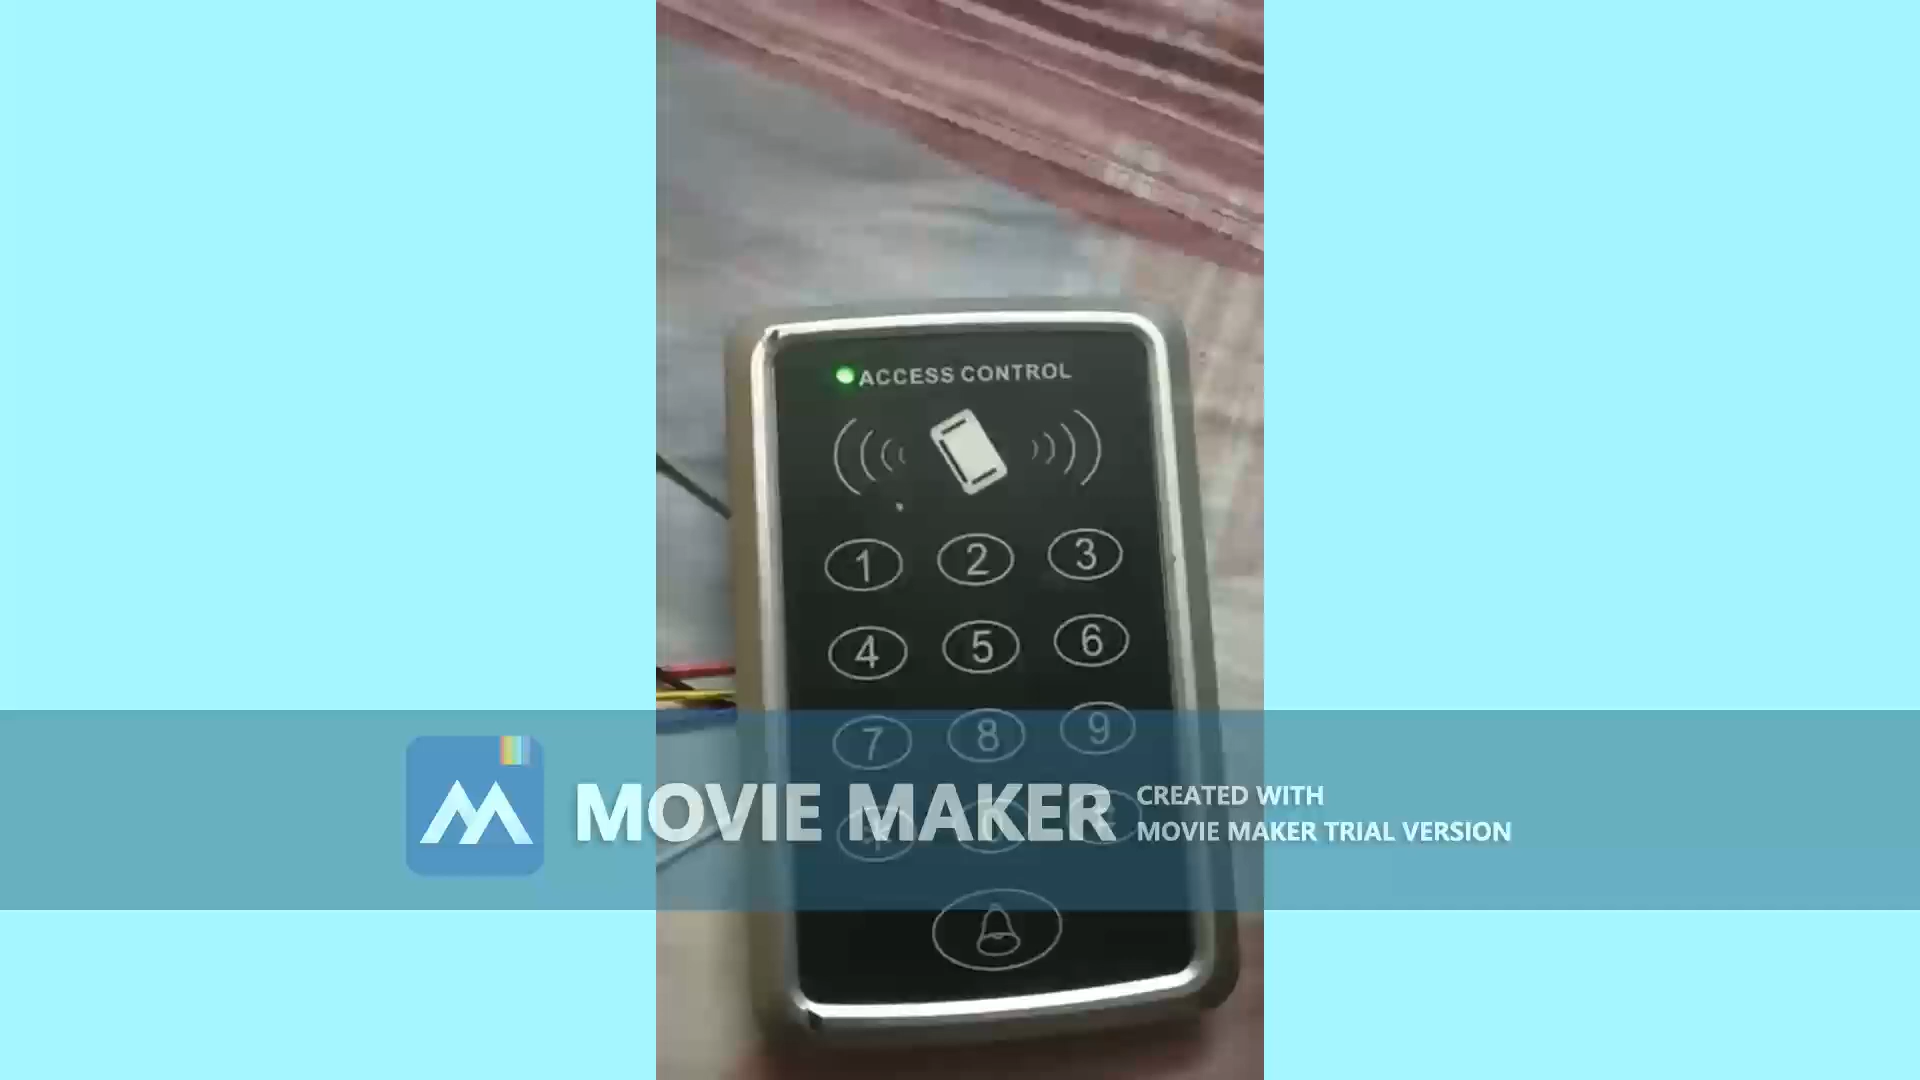 ACCESS CONTROL
1 2 3
4 5 6
7 8 9
* 0 #
MOVIE MAKER
CREATED WITH
MOVIE MAKER TRIAL VERSION